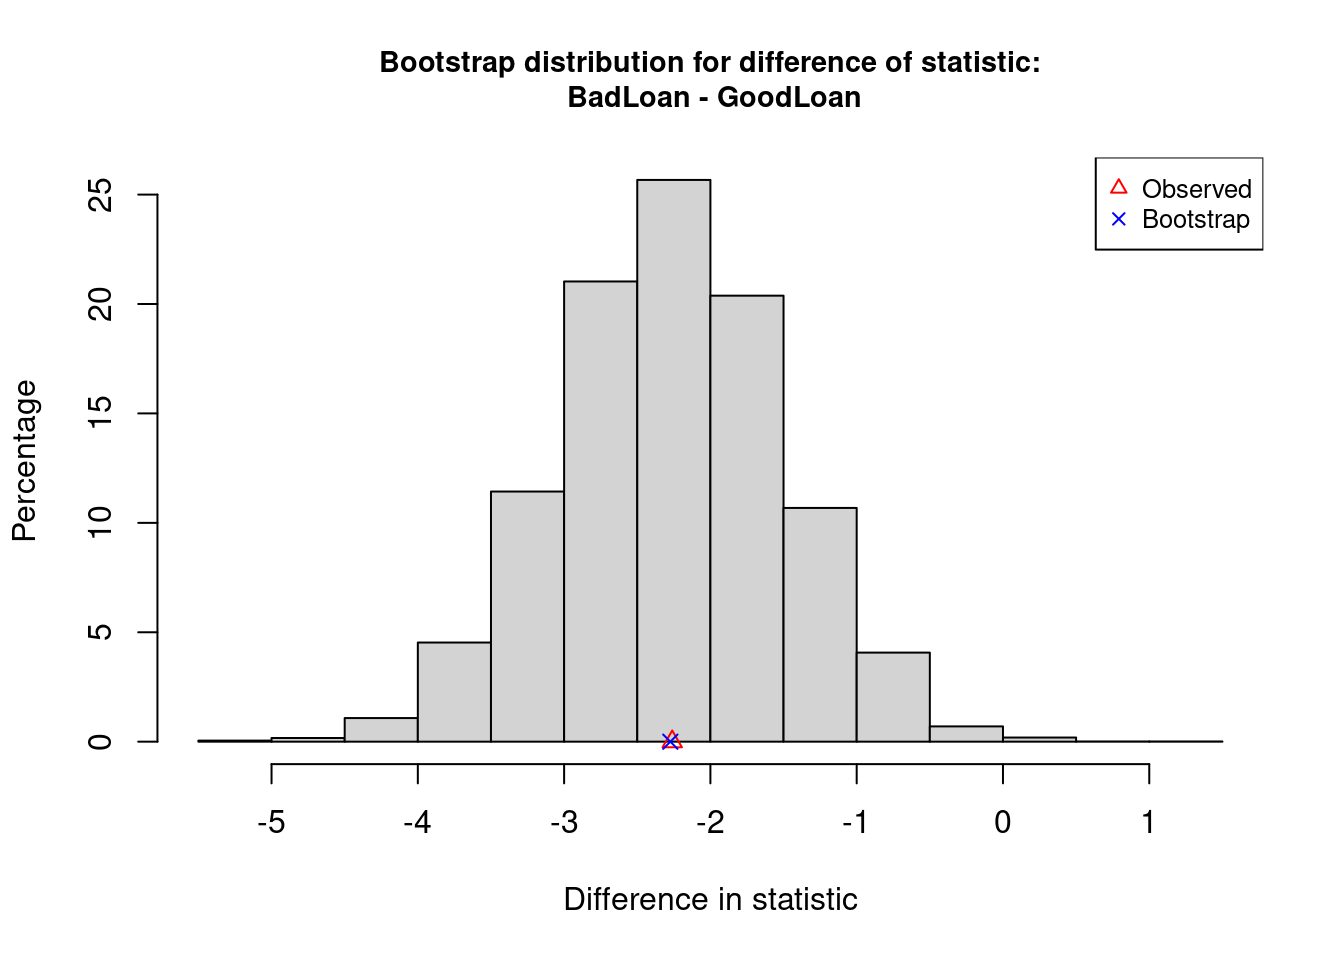 Bootstrap distribution for difference of statistic:
BadLoan - GoodLoan
Observed
Bootstrap
Percentage
25
20
15
10
5
0
-5 -4 -3 -2 -1 0 1
Difference in statistic